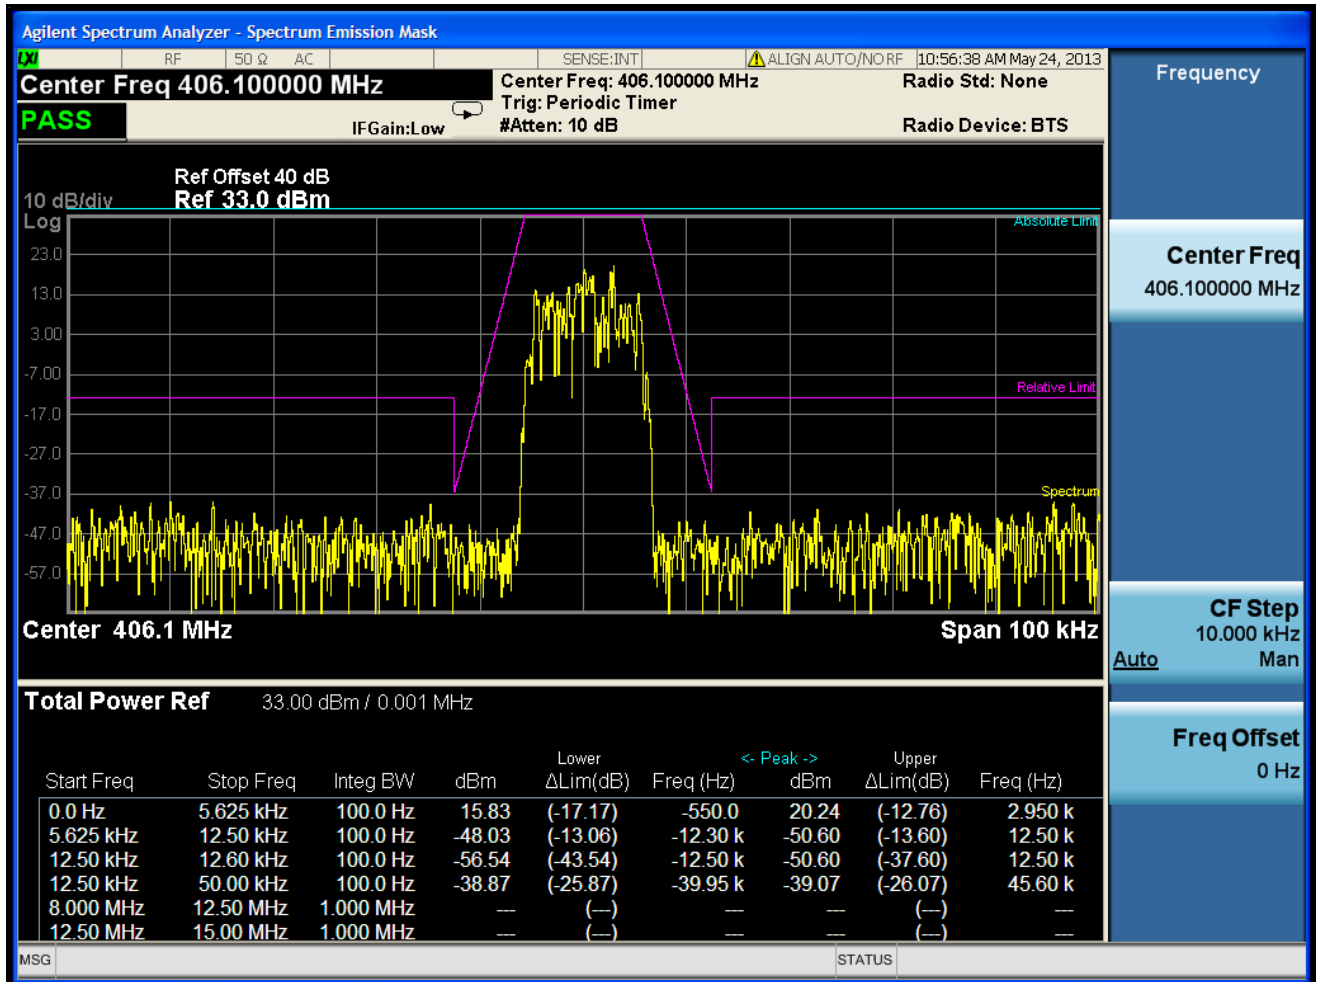 Agilent Spectrum Analyzer - Spectrum Emission Mask
LXI RF 50 Ω AC SENSE:INT ALIGN AUTO/NO RF 10:56:38 AM May 24, 2013
Center Freq 406.100000 MHz
Center Freq: 406.100000 MHz Radio Std: None
Trig: Periodic Timer
PASS IFGain:Low #Atten: 10 dB Radio Device: BTS
Ref Offset 40 dB
10 dB/div Ref 33.0 dBm
Log
Absolute Limit
23.0
13.0
3.00
-7.00
Relative Limit
-17.0
-27.0
-37.0
Spectrum
-47.0
-57.0
Center 406.1 MHz Span 100 kHz
Total Power Ref 33.00 dBm / 0.001 MHz
Lower <- Peak -> Upper
Start Freq Stop Freq Integ BW dBm ΔLim(dB) Freq (Hz) dBm ΔLim(dB) Freq (Hz)
0.0 Hz 5.625 kHz 100.0 Hz 15.83 (-17.17) -550.0 20.24 (-12.76) 2.950 k
5.625 kHz 12.50 kHz 100.0 Hz -48.03 (-13.06) -12.30 k -50.60 (-13.60) 12.50 k
12.50 kHz 12.60 kHz 100.0 Hz -56.54 (-43.54) -12.50 k -50.60 (-37.60) 12.50 k
12.50 kHz 50.00 kHz 100.0 Hz -38.87 (-25.87) -39.95 k -39.07 (-26.07) 45.60 k
8.000 MHz 12.50 MHz 1.000 MHz --- (---) --- --- (---) ---
12.50 MHz 15.00 MHz 1.000 MHz --- (---) --- --- (---) ---
MSG STATUS
Frequency
Center Freq
406.100000 MHz
CF Step
10.000 kHz
Auto Man
Freq Offset
0 Hz